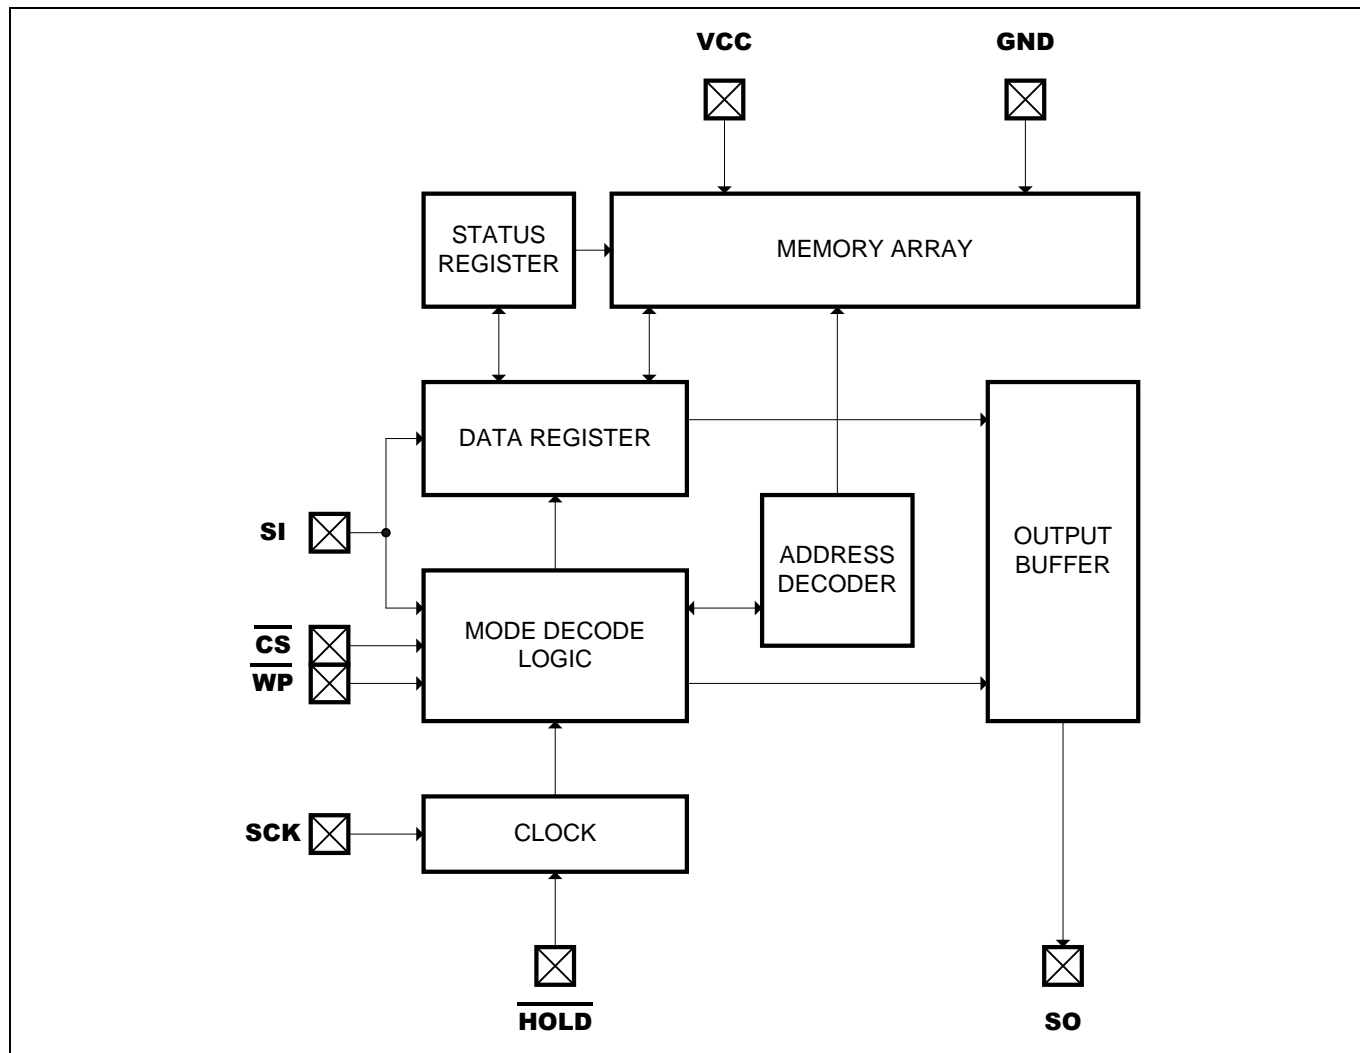 VCC
GND
STATUS
REGISTER
MEMORY ARRAY
DATA REGISTER
SI
ADDRESS
DECODER
OUTPUT
BUFFER
CS
WP
MODE DECODE
LOGIC
SCK
CLOCK
HOLD
SO